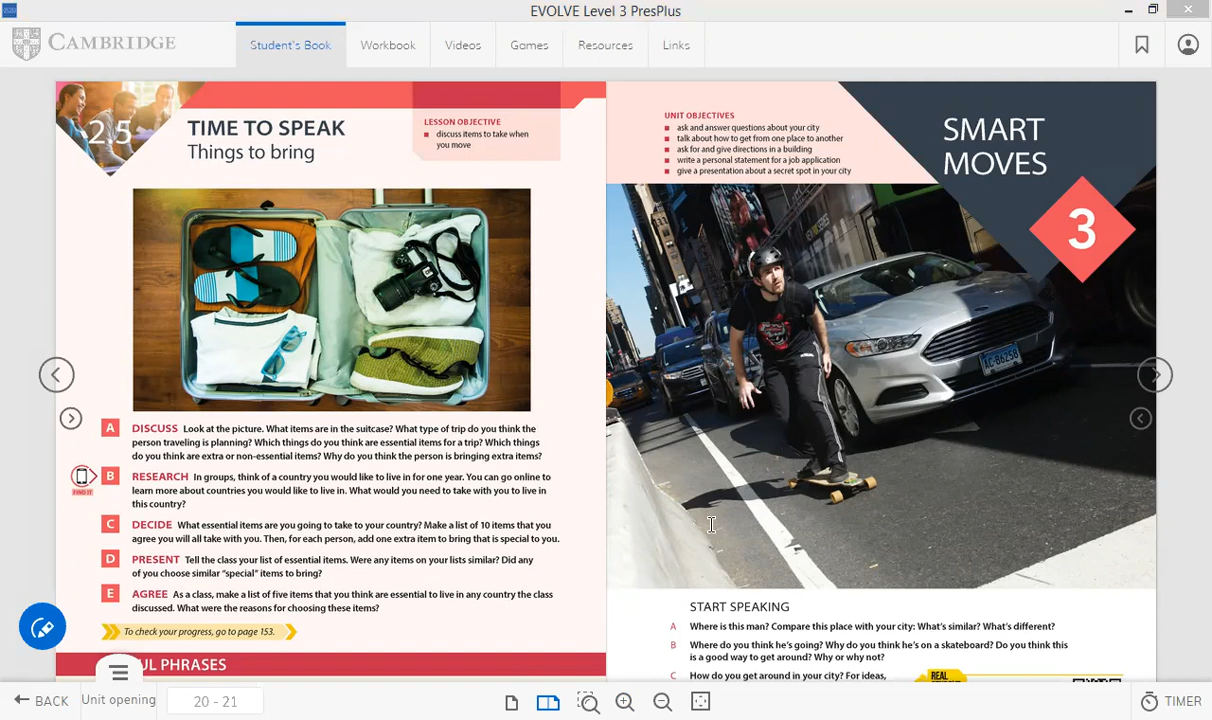 EVOLVE Level 3 PresPlus
CAMBRIDGE
Student's Book
Workbook
Videos
Games
Resources
Links
2.5
TIME TO SPEAK
Things to bring
LESSON OBJECTIVE
discuss items to take when
you move
A DISCUSS Look at the picture. What items are in the suitcase? What type of trip do you think the
person traveling is planning? Which things do you think are essential items for a trip? Which things
do you think are extra or non-essential items? Why do you think the person is bringing extra items?
FIND IT
B RESEARCH In groups, think of a country you would like to live in for one year. You can go online to
learn more about countries you would like to live in. What would you need to take with you to live in
this country?
C DECIDE What essential items are you going to take to your country? Make a list of 10 items that you
agree you will all take with you. Then, for each person, add one extra item to bring that is special to you.
D PRESENT Tell the class your list of essential items. Were any items on your lists similar? Did any
of you choose similar “special” items to bring?
E AGREE As a class, make a list of five items that you think are essential to live in any country the class
discussed. What were the reasons for choosing these items?
To check your progress, go to page 153.
UL PHRASES
UNIT OBJECTIVES
ask and answer questions about your city
talk about how to get from one place to another
ask for and give directions in a building
write a personal statement for a job application
give a presentation about a secret spot in your city
SMART
MOVES
3
START SPEAKING
A Where is this man? Compare this place with your city: What's similar? What's different?
B Where do you think he's going? Why do you think he's on a skateboard? Do you think this
is a good way to get around? Why or why not?
C How do you get around in your city? For ideas,
REAL
BACK
Unit opening
20 - 21
TIMER